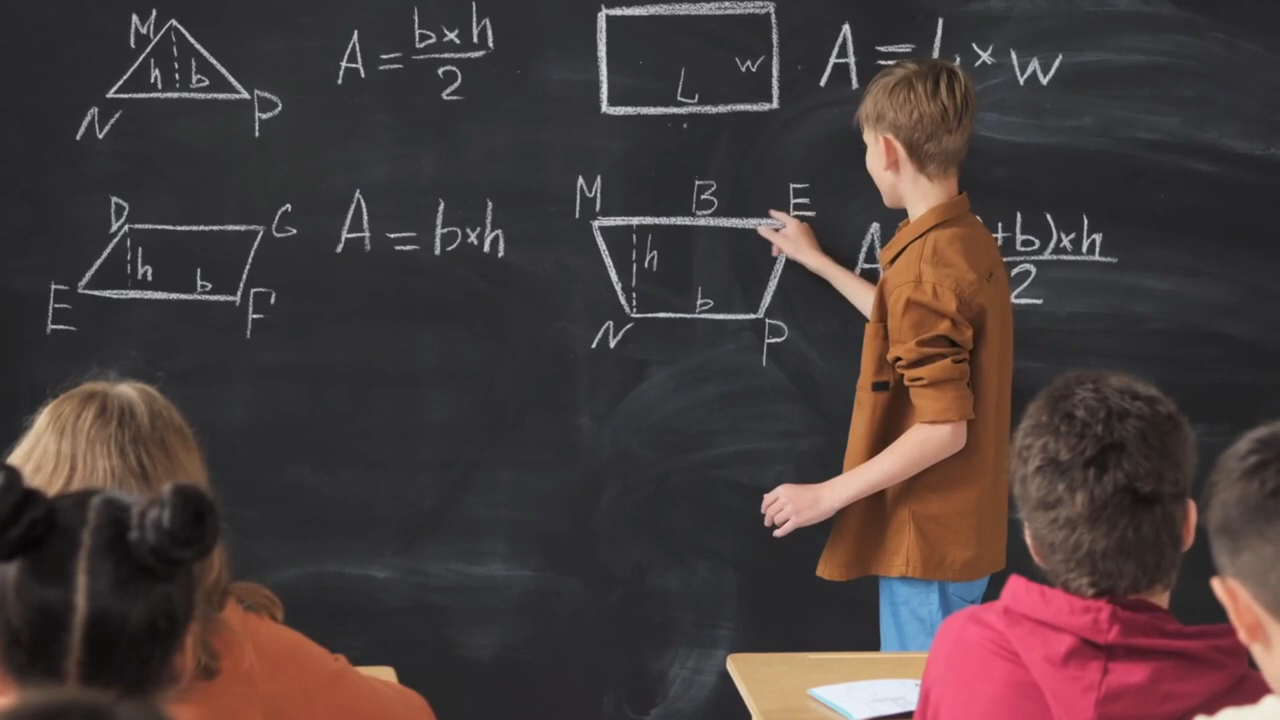 M
h b
N P
A = b×h/2
L w
A = L × w
D G
h b
E F
A = b×h
M B E
h
b
N P
A +b)×h
2